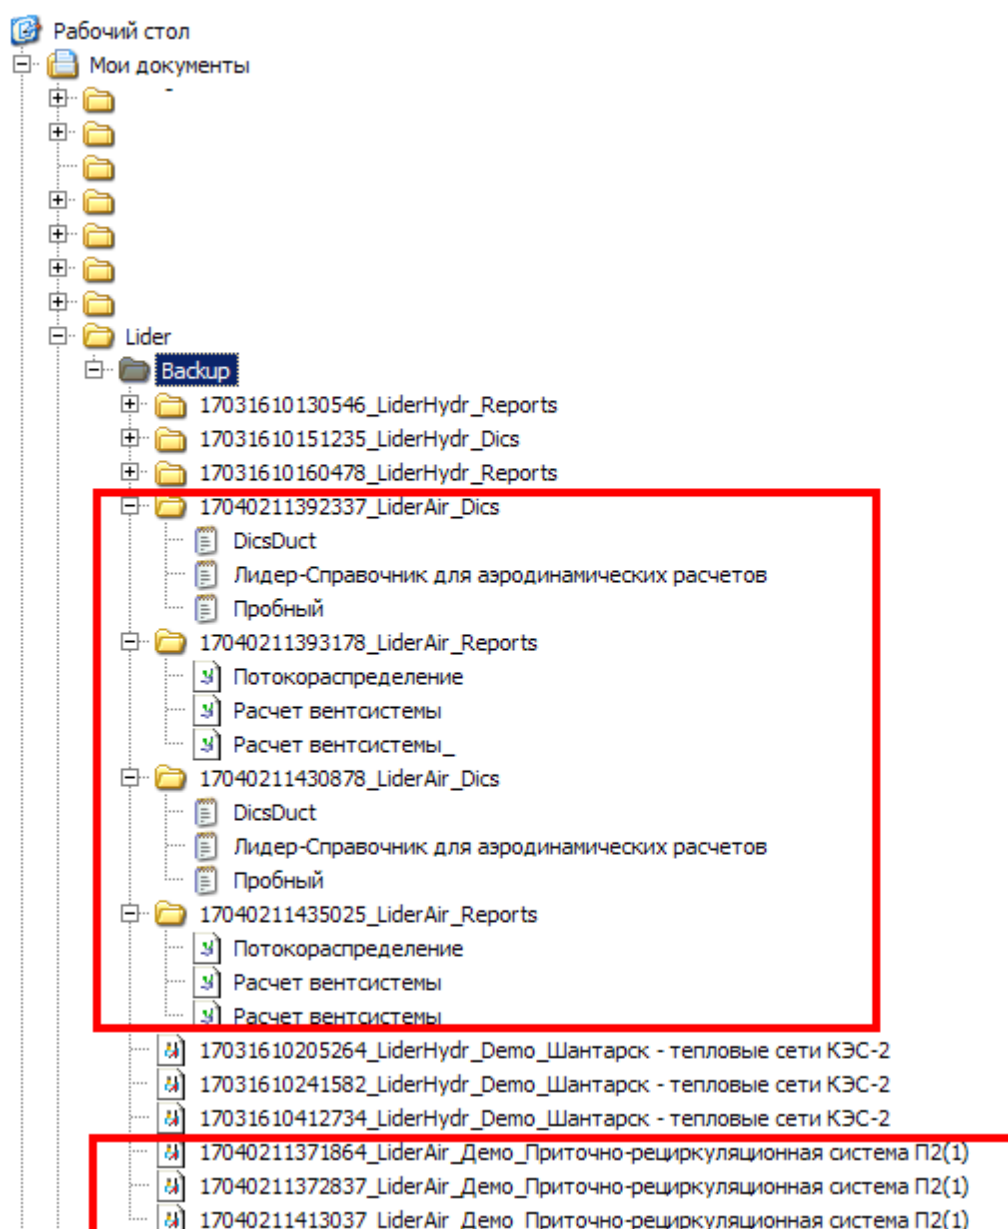 Рабочий стол
Мои документы
Lider
Backup
17031610130546_LiderHydr_Reports
17031610151235_LiderHydr_Dics
17031610160478_LiderHydr_Reports
17040211392337_LiderAir_Dics
DicsDuct
Лидер-Справочник для аэродинамических расчетов
Пробный
17040211393178_LiderAir_Reports
Потокораспределение
Расчет вентсистемы
Расчет вентсистемы_
17040211430878_LiderAir_Dics
DicsDuct
Лидер-Справочник для аэродинамических расчетов
Пробный
17040211435025_LiderAir_Reports
Потокораспределение
Расчет вентсистемы
Расчет вентсистемы
17031610205264_LiderHydr_Demo_Шантарск - тепловые сети КЭС-2
17031610241582_LiderHydr_Demo_Шантарск - тепловые сети КЭС-2
17031610412734_LiderHydr_Demo_Шантарск - тепловые сети КЭС-2
17040211371864_LiderAir_Демо_Приточно-рециркуляционная система П2(1)
17040211372837_LiderAir_Демо_Приточно-рециркуляционная система П2(1)
17040211413037_LiderAir_Демо_Приточно-рециркуляционная система П2(1)